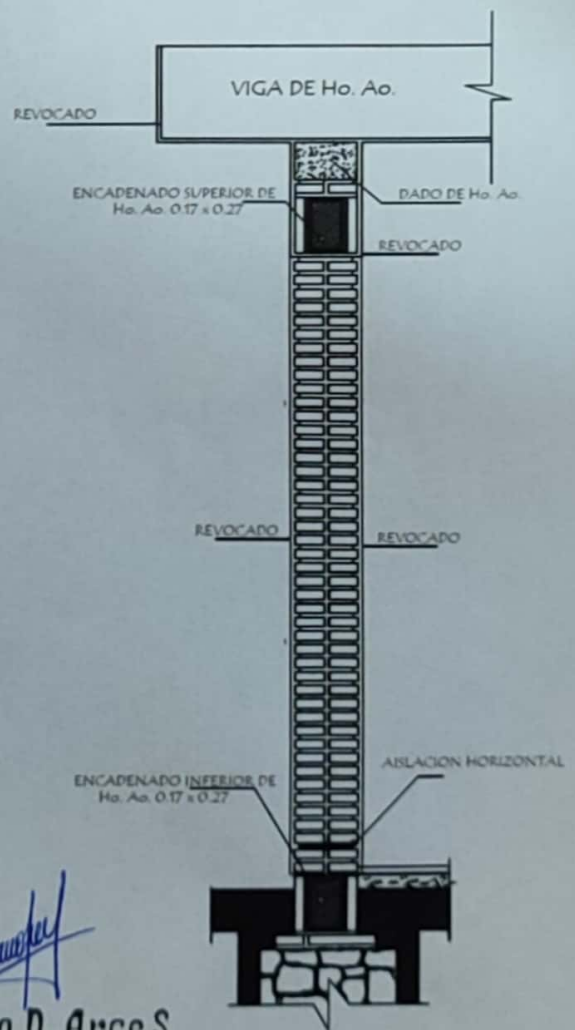 VIGA DE Ho. Ao.
REVOCADO
ENCADENADO SUPERIOR DE
Ho. Ao. 0.17 x 0.27
DADO DE Ho. Ao.
REVOCADO
REVOCADO
REVOCADO
AISLACION HORIZONTAL
ENCADENADO INFERIOR DE
Ho. Ao. 0.17 x 0.27
Arce S.